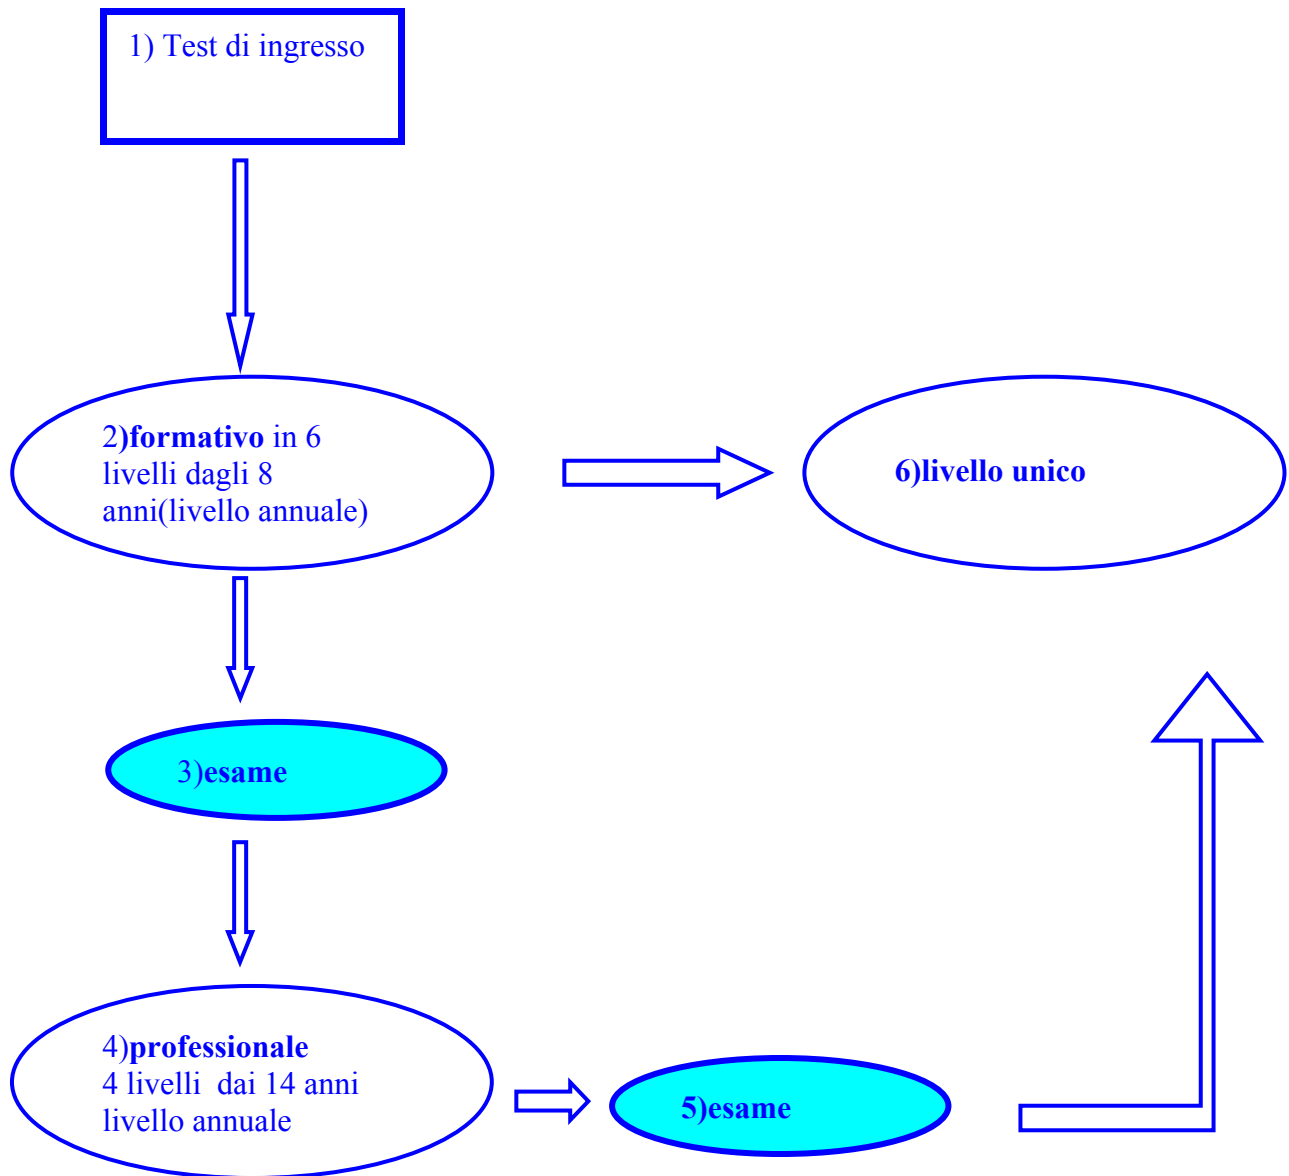 1) Test di ingresso
2)formativo in 6
livelli dagli 8
anni(livello annuale)
6)livello unico
3)esame
4)professionale
4 livelli  dai 14 anni
livello annuale
5)esame